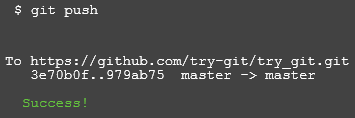 $ git push
To https://github.com/try-git/try_git.git
3e70b0f..979ab75 master -> master
Success!